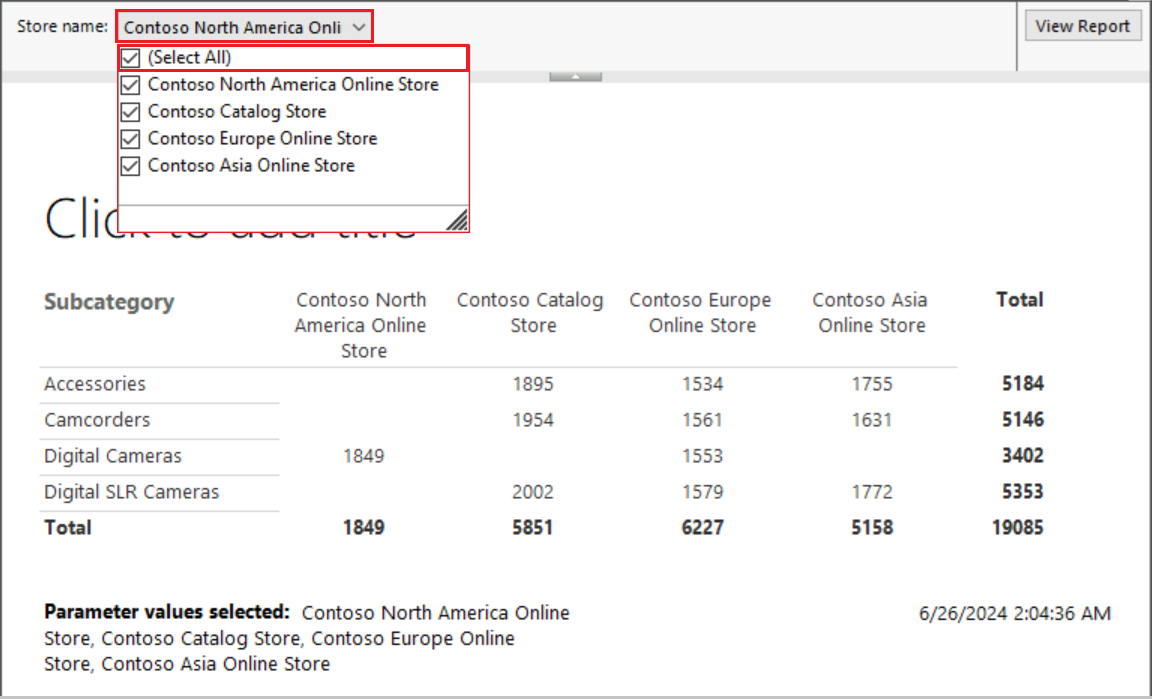 Store name: Contoso North America Onli View Report
(Select All)
Contoso North America Online Store
Contoso Catalog Store
Contoso Europe Online Store
Contoso Asia Online Store
Click to add title
Subcategory Contoso North Contoso Catalog Contoso Europe Contoso Asia Total
America Online Store Online Store Online Store
Store
Accessories 1895 1534 1755 5184
Camcorders 1954 1561 1631 5146
Digital Cameras 1849 1553 3402
Digital SLR Cameras 2002 1579 1772 5353
Total 1849 5851 6227 5158 19085
Parameter values selected: Contoso North America Online 6/26/2024 2:04:36 AM
Store, Contoso Catalog Store, Contoso Europe Online
Store, Contoso Asia Online Store